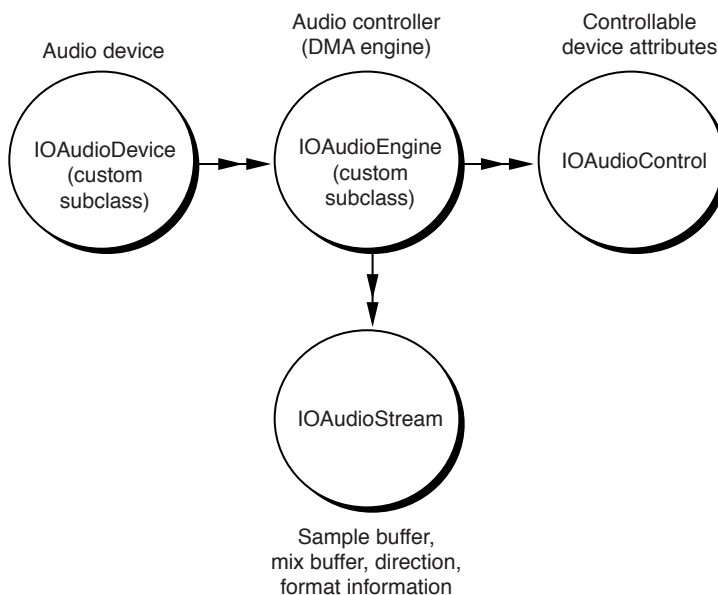 Audio device
Audio controller
(DMA engine)
Controllable
device attributes
IOAudioDevice
(custom
subclass)
IOAudioEngine
(custom
subclass)
IOAudioControl
IOAudioStream
Sample buffer,
mix buffer, direction,
format information